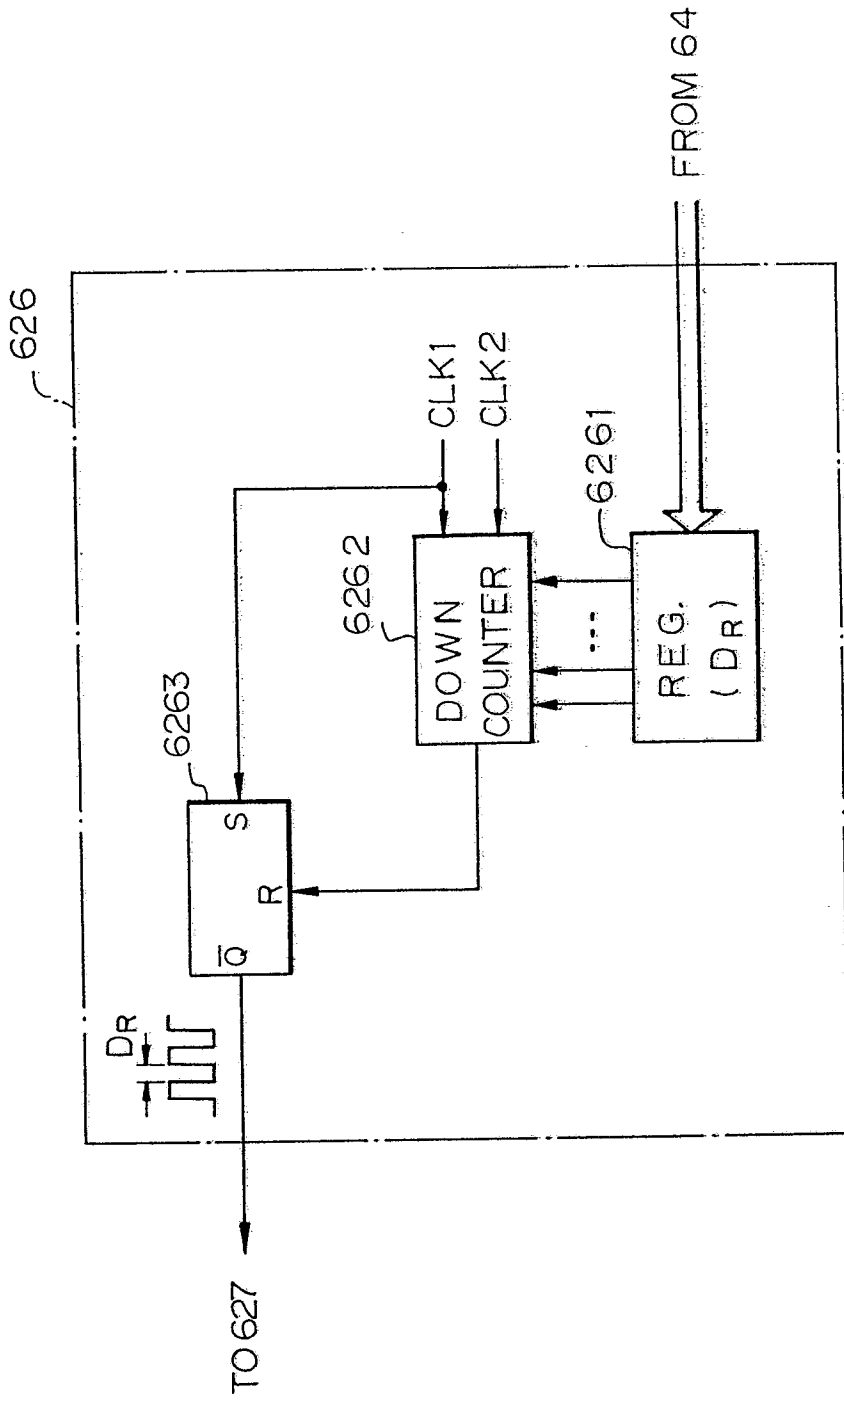 626
FROM 64
CLK1
CLK2
6261
REG.
(DR)
6262
DOWN
COUNTER
6263
S
R
Q̅
DR
TO 627